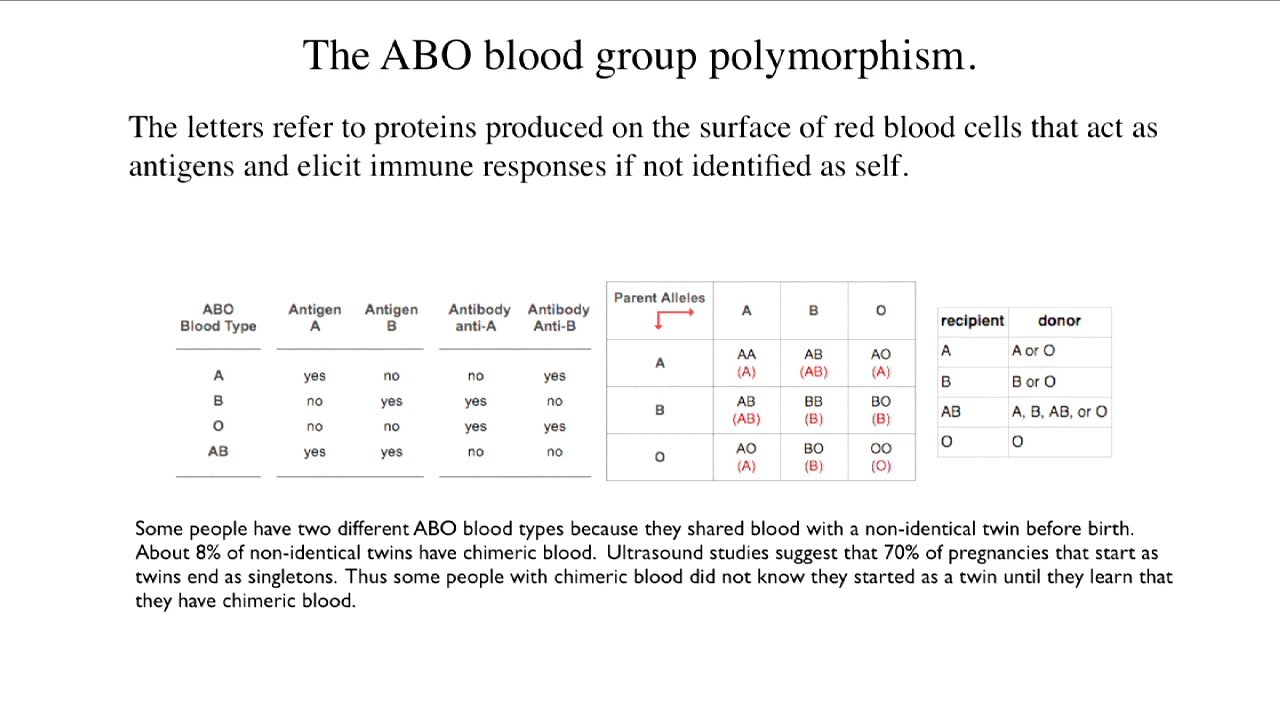 The ABO blood group polymorphism.
The letters refer to proteins produced on the surface of red blood cells that act as
antigens and elicit immune responses if not identified as self.
ABO Blood Type Antigen A Antigen B Antibody anti-A Antibody Anti-B
A yes no no yes
B no yes yes no
O no no yes yes
AB yes yes no no
Parent Alleles A B O
A AA (A) AB (AB) AO (A)
B AB (AB) BB (B) BO (B)
O AO (A) BO (B) OO (O)
recipient donor
A A or O
B B or O
AB A, B, AB, or O
O O
Some people have two different ABO blood types because they shared blood with a non-identical twin before birth.
About 8% of non-identical twins have chimeric blood. Ultrasound studies suggest that 70% of pregnancies that start as
twins end as singletons. Thus some people with chimeric blood did not know they started as a twin until they learn that
they have chimeric blood.